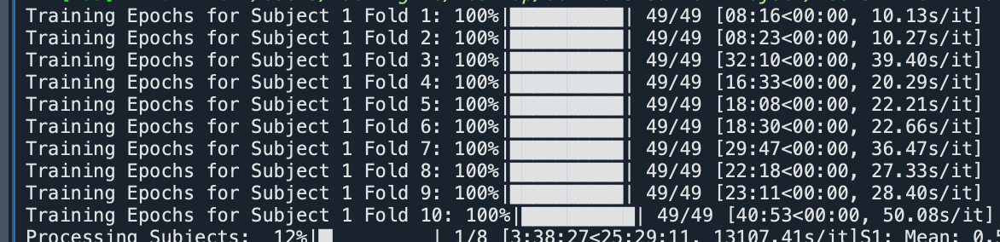 Training Epochs for Subject 1 Fold 1: 100%|██████████| 49/49 [08:16<00:00, 10.13s/it]
Training Epochs for Subject 1 Fold 2: 100%|██████████| 49/49 [08:23<00:00, 10.27s/it]
Training Epochs for Subject 1 Fold 3: 100%|██████████| 49/49 [32:10<00:00, 39.40s/it]
Training Epochs for Subject 1 Fold 4: 100%|██████████| 49/49 [16:33<00:00, 20.29s/it]
Training Epochs for Subject 1 Fold 5: 100%|██████████| 49/49 [18:08<00:00, 22.21s/it]
Training Epochs for Subject 1 Fold 6: 100%|██████████| 49/49 [18:30<00:00, 22.66s/it]
Training Epochs for Subject 1 Fold 7: 100%|██████████| 49/49 [29:47<00:00, 36.47s/it]
Training Epochs for Subject 1 Fold 8: 100%|██████████| 49/49 [22:18<00:00, 27.33s/it]
Training Epochs for Subject 1 Fold 9: 100%|██████████| 49/49 [23:11<00:00, 28.40s/it]
Training Epochs for Subject 1 Fold 10: 100%|██████████| 49/49 [40:53<00:00, 50.08s/it]
Processing Subjects:  12%|█         | 1/8 [3:38:27<25:29:11, 13107.41s/it]S1: Mean: 0.